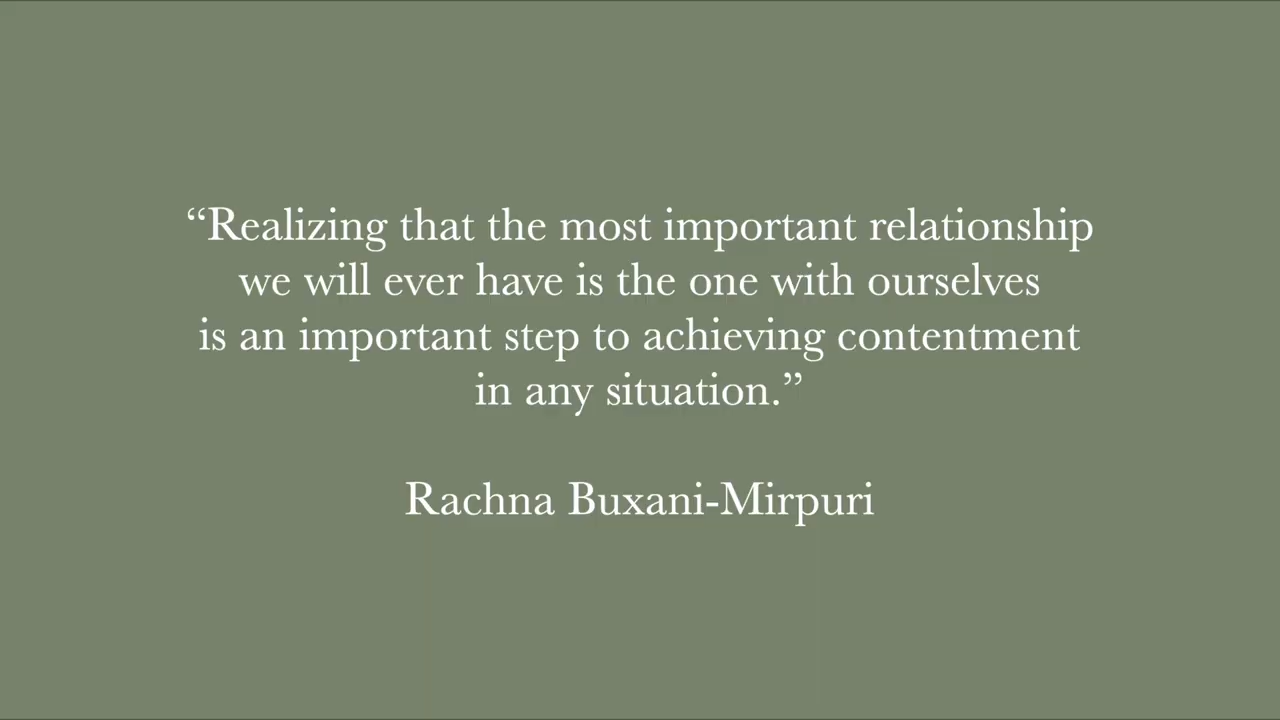 “Realizing that the most important relationship
we will ever have is the one with ourselves
is an important step to achieving contentment
in any situation.”
Rachna Buxani-Mirpuri